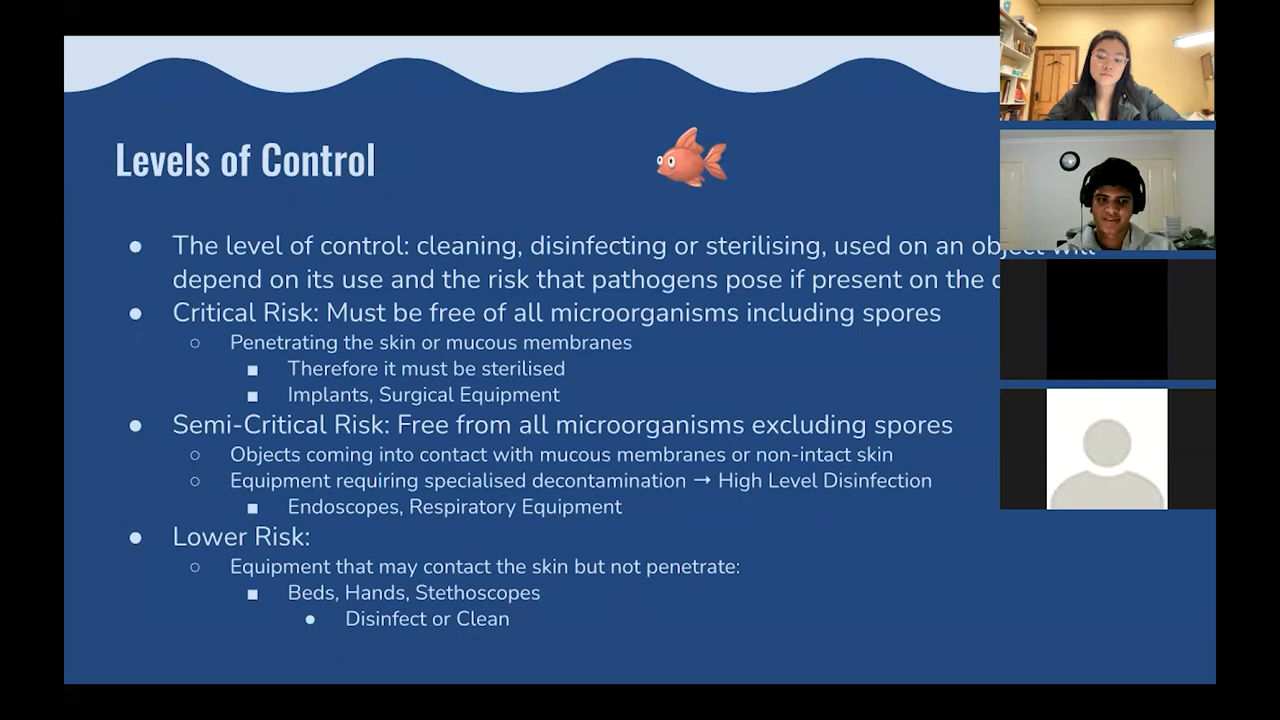 Levels of Control
● The level of control: cleaning, disinfecting or sterilising, used on an object will
depend on its use and the risk that pathogens pose if present on the
● Critical Risk: Must be free of all microorganisms including spores
○ Penetrating the skin or mucous membranes
■ Therefore it must be sterilised
■ Implants, Surgical Equipment
● Semi-Critical Risk: Free from all microorganisms excluding spores
○ Objects coming into contact with mucous membranes or non-intact skin
○ Equipment requiring specialised decontamination → High Level Disinfection
■ Endoscopes, Respiratory Equipment
● Lower Risk:
○ Equipment that may contact the skin but not penetrate:
■ Beds, Hands, Stethoscopes
● Disinfect or Clean